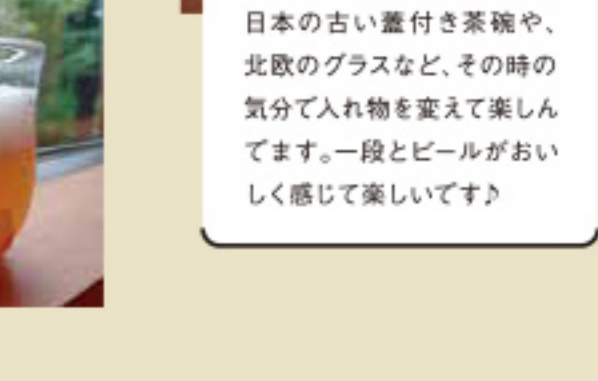 日本の古い蓋付き茶碗や、
北欧のグラスなど、その時の
気分で入れ物を変えて楽しん
でます。一段とビールがおい
しく感じて楽しいです♪